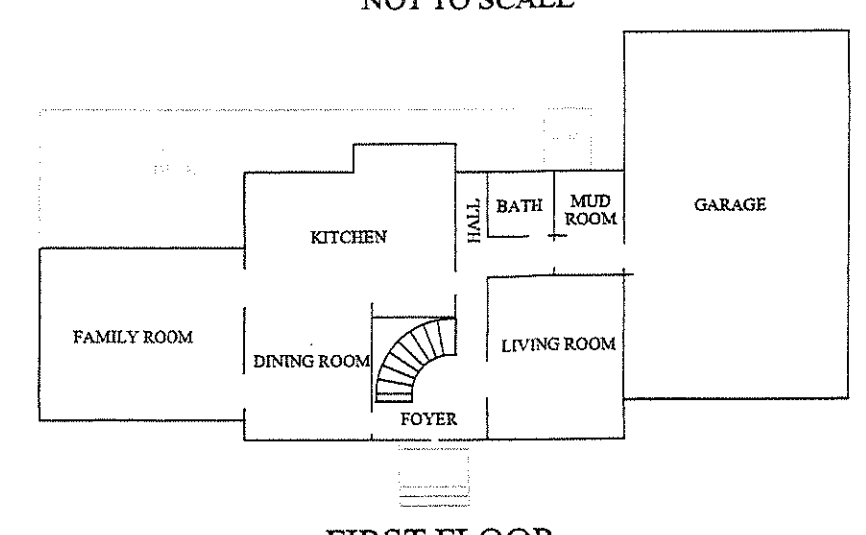 NOT TO SCALE
BATH
MUD
ROOM
GARAGE
HALL
KITCHEN
FAMILY ROOM
DINING ROOM
LIVING ROOM
FOYER
FIRST FLOOR